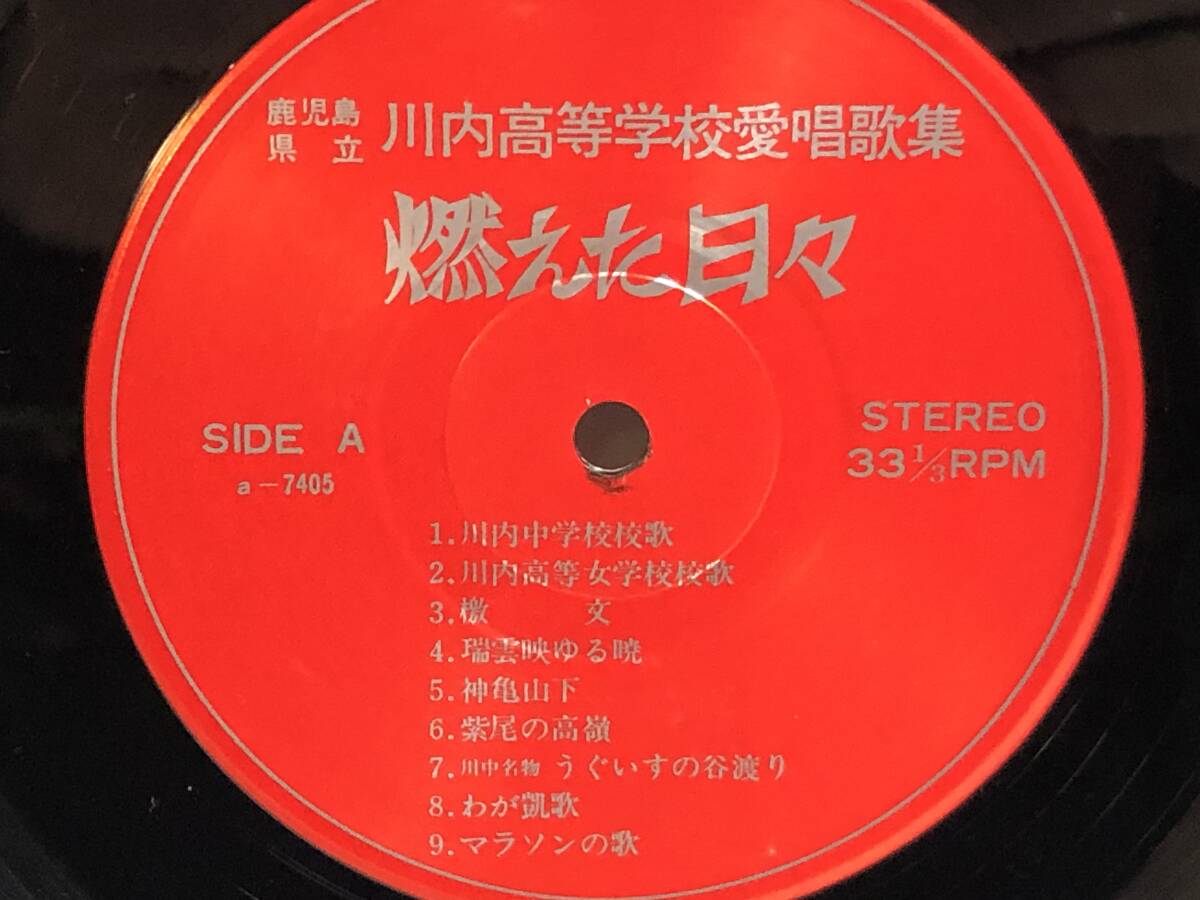 鹿児島
県立
川内高等学校愛唱歌集
燃えた日々
SIDE A
a-7405
STEREO
33 1/3 RPM
1.川内中学校校歌
2.川内高等女学校校歌
3.檄 文
4.瑞雲映ゆる暁
5.神亀山下
6.紫尾の高嶺
7.川中名物 うぐいすの谷渡り
8.わが凱歌
9.マラソンの歌